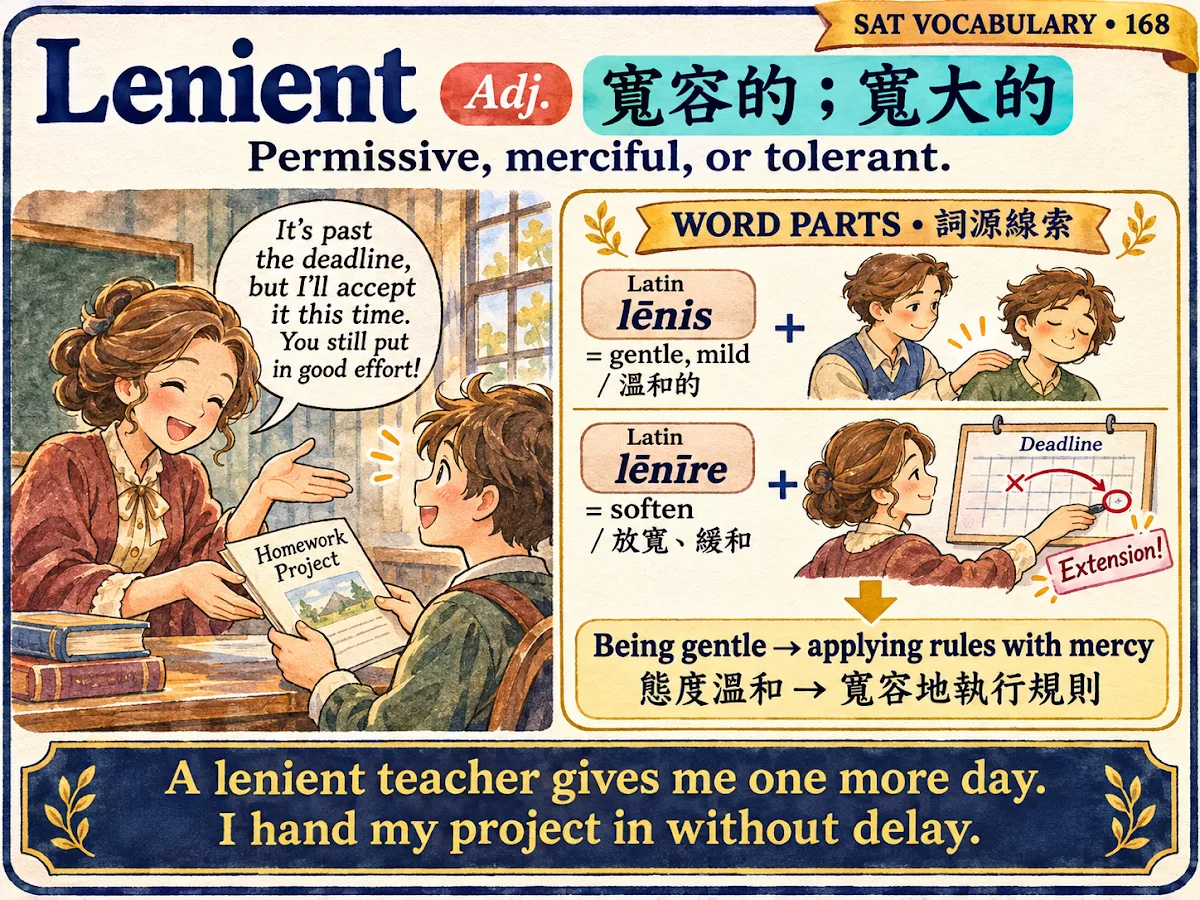 SAT VOCABULARY • 168
Lenient
Adj.
寬容的；寬大的
Permissive, merciful, or tolerant.
It's past
the deadline,
but I'll accept
it this time.
You still put
in good effort!
Homework
Project
WORD PARTS • 詞源線索
Latin
lēnis
= gentle, mild
/ 溫和的
+
Latin
lēnīre
= soften
/ 放寬、緩和
+
Deadline
Extension!
Being gentle → applying rules with mercy
態度溫和 → 寬容地執行規則
A lenient teacher gives me one more day.
I hand my project in without delay.